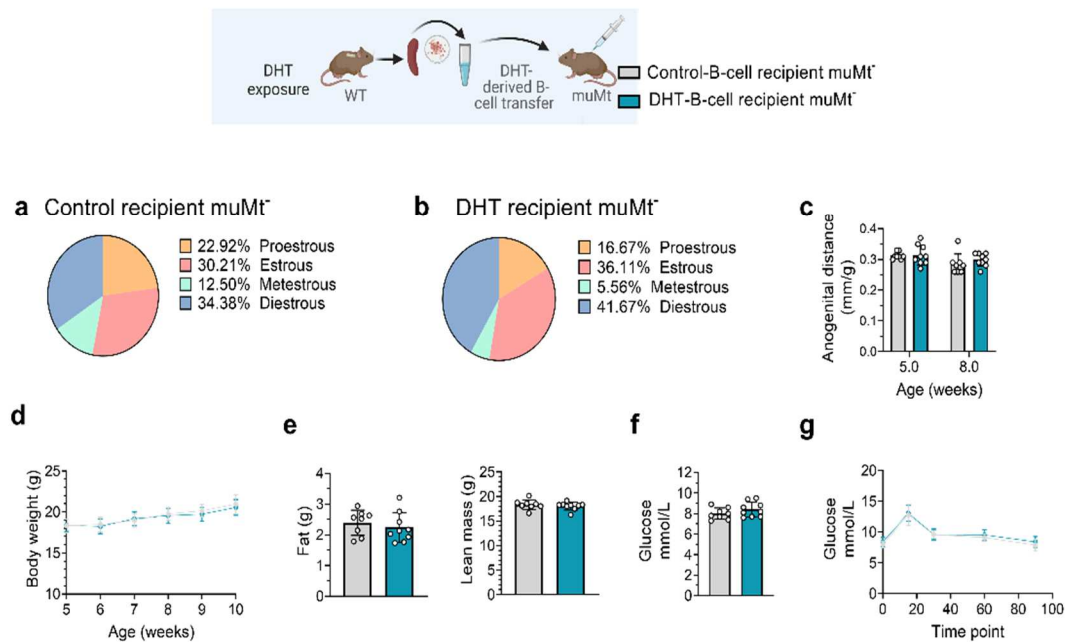 DHT
exposure
WT
DHT-
derived B-
cell transfer
muMt
Control-B-cell recipient muMt⁻
DHT-B-cell recipient muMt⁻
a Control recipient muMt⁻
22.92% Proestrous
30.21% Estrous
12.50% Metestrous
34.38% Diestrous
b DHT recipient muMt⁻
16.67% Proestrous
36.11% Estrous
5.56% Metestrous
41.67% Diestrous
c
Anogenital distance
(mm/g)
0.4
0.3
0.2
0.1
0.0
5.0 8.0
Age (weeks)
d
Body weight (g)
25
20
15
10
5 6 7 8 9 10
Age (weeks)
e
Fat (g)
4
3
2
1
0
Lean mass (g)
25
20
15
10
5
0
f
Glucose
mmol/L
12
10
8
6
4
2
0
g
Glucose
mmol/L
20
15
10
5
0
0 20 40 60 80 100
Time point